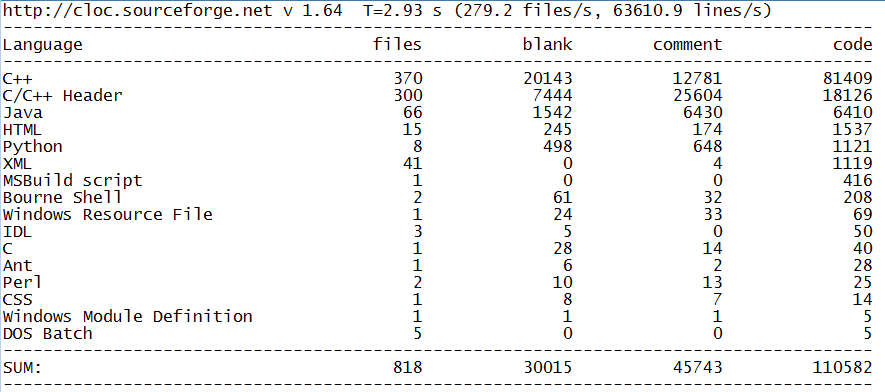 http://cloc.sourceforge.net v 1.64  T=2.93 s (279.2 files/s, 63610.9 lines/s)
-------------------------------------------------------------------------------
Language                     files          blank        comment           code
-------------------------------------------------------------------------------
C++                            370          20143          12781          81409
C/C++ Header                   300           7444          25604          18126
Java                            66           1542           6430           6410
HTML                            15            245            174           1537
Python                           8            498            648           1121
XML                             41              0              4           1119
MSBuild script                   1              0              0            416
Bourne Shell                     2             61             32            208
Windows Resource File            1             24             33             69
IDL                              3              5              0             50
C                                1             28             14             40
Ant                              1              6              2             28
Perl                             2             10             13             25
CSS                              1              8              7             14
Windows Module Definition        1              1              1              5
DOS Batch                        5              0              0              5
-------------------------------------------------------------------------------
SUM:                           818          30015          45743         110582
-------------------------------------------------------------------------------